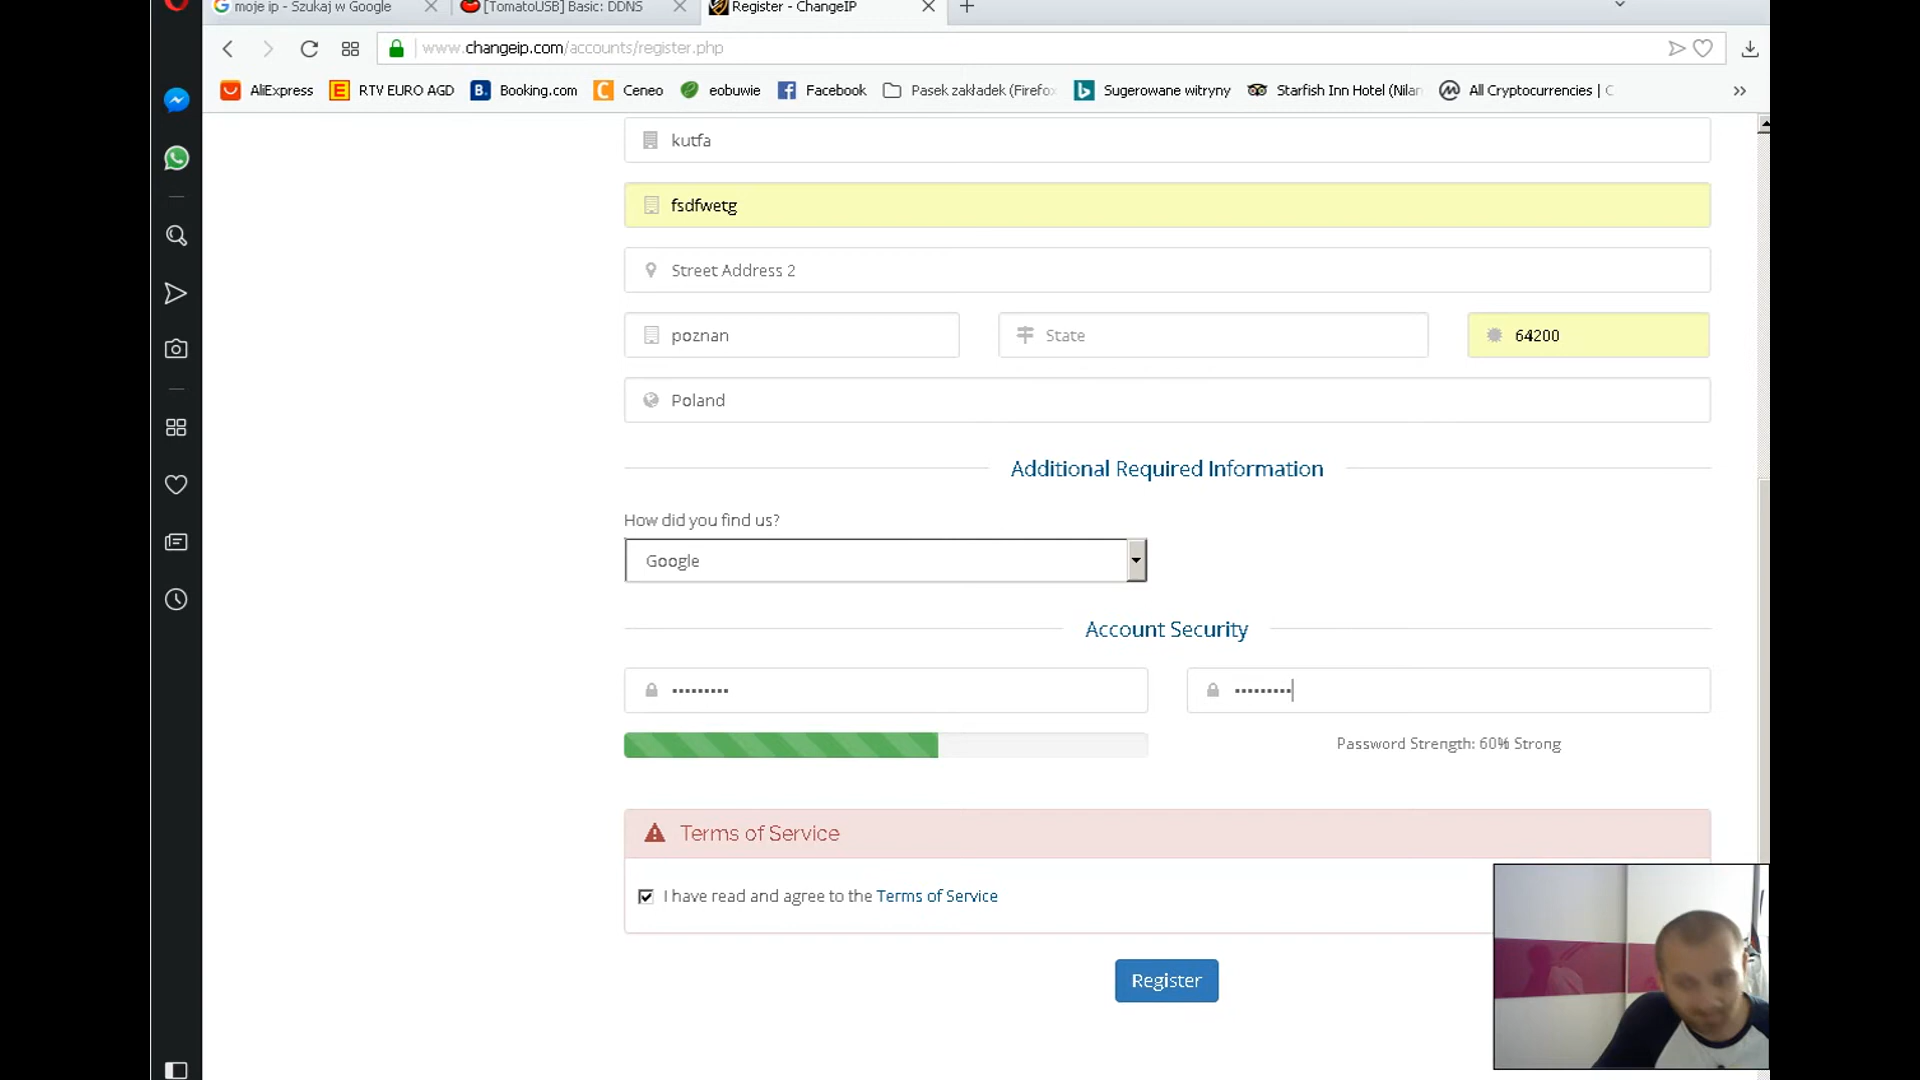 moje ip - Szukaj w Google
[TomatoUSB] Basic: DDNS
Register - ChangeIP
www.changeip.com/accounts/register.php
AliExpress
RTV EURO AGD
Booking.com
Ceneo
eobuwie
Facebook
Pasek zakładek (Firefo
Sugerowane witryny
Starfish Inn Hotel (Nilan
All Cryptocurrencies | C
kutfa
fsdfwetg
Street Address 2
poznan
State
64200
Poland
Additional Required Information
How did you find us?
Google
Account Security
Password Strength: 60% Strong
Terms of Service
I have read and agree to the Terms of Service
Register